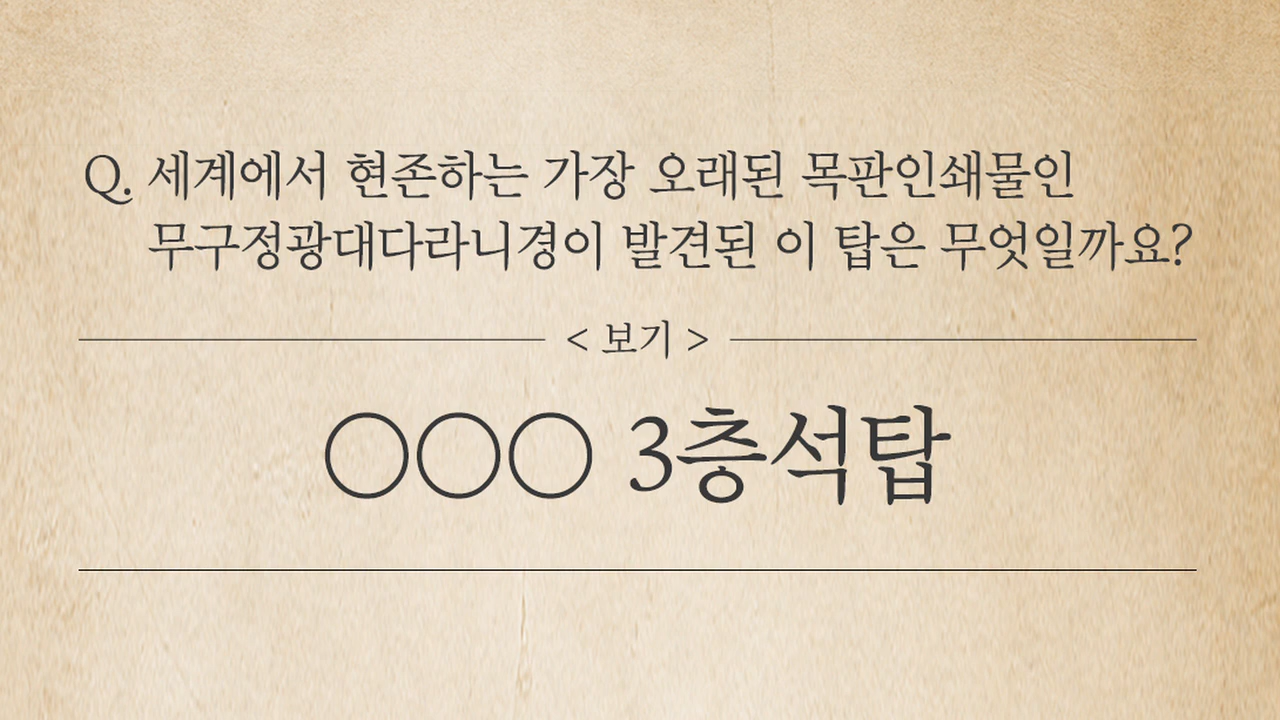 Q. 세계에서 현존하는 가장 오래된 목판인쇄물인
무구정광대다라니경이 발견된 이 탑은 무엇일까요?
< 보기 >
○○○ 3층석탑